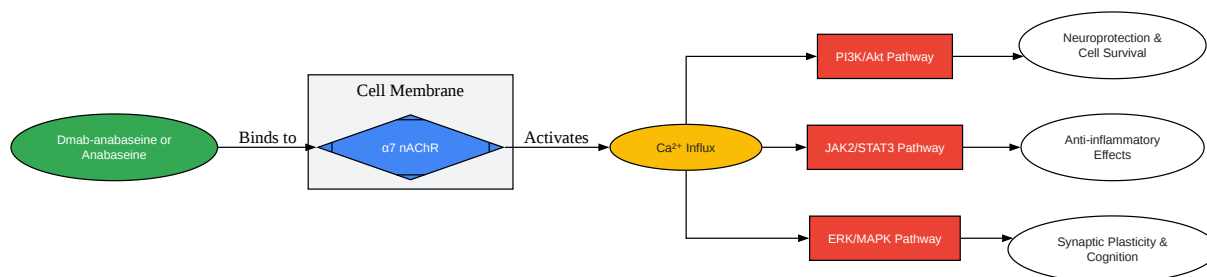 Dmab-anabaseine or
Anabaseine
Binds to
Cell Membrane
α7 nAChR
Activates
Ca²⁺ Influx
PI3K/Akt Pathway
Neuroprotection &
Cell Survival
JAK2/STAT3 Pathway
Anti-inflammatory
Effects
ERK/MAPK Pathway
Synaptic Plasticity &
Cognition